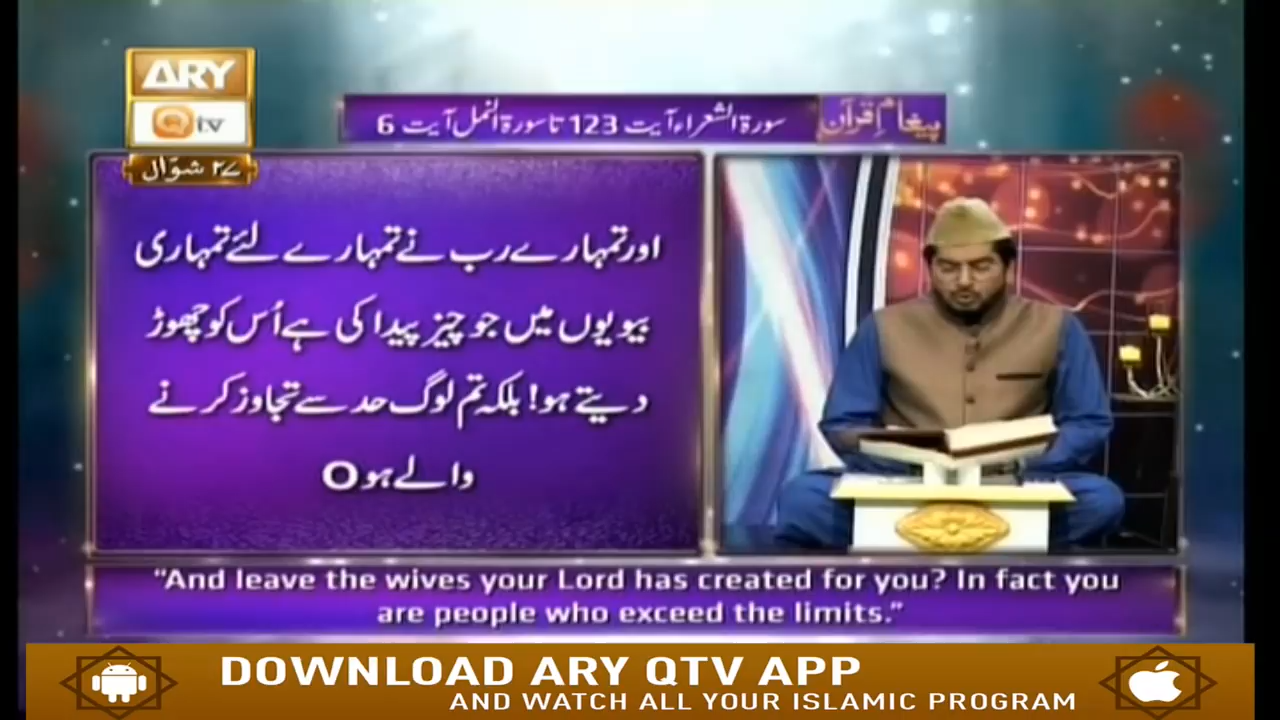 ARY
Qtv
۲۷ شوّال
پیغامِ قرآن
سورۃ الشعراء آیت 123 تا سورۃ النمل آیت 6
اور تمہارے رب نے تمہارے لئے تمہاری
بیویوں میں جو چیز پیدا کی ہے اُس کو چھوڑ
دیتے ہو! بلکہ تم لوگ حد سے تجاوز کرنے
والے ہو O
“And leave the wives your Lord has created for you? In fact you
are people who exceed the limits.”
DOWNLOAD ARY QTV APP
AND WATCH ALL YOUR ISLAMIC PROGRAM